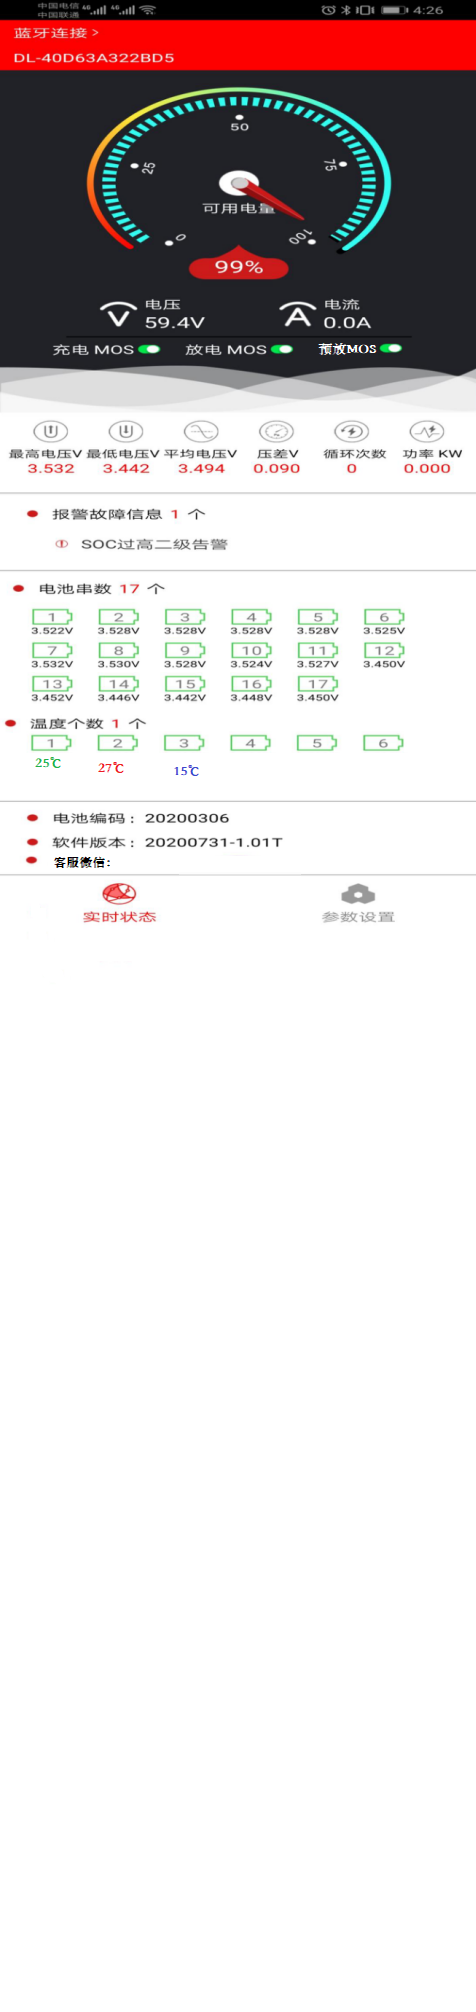 中国电信 4G 4G 4:26
中国联通
蓝牙连接 >
DL-40D63A322BD5
50
25
75
可用电量
0
100
99%
电压 电流
59.4V 0.0A
充电 MOS 放电 MOS 预放MOS
最高电压V 最低电压V 平均电压V 压差V 循环次数 功率 KW
3.532 3.442 3.494 0.090 0 0.000
报警故障信息 1 个
SOC过高二级告警
电池串数 17 个
1 2 3 4 5 6
3.522V 3.528V 3.528V 3.528V 3.528V 3.525V
7 8 9 10 11 12
3.532V 3.530V 3.528V 3.524V 3.527V 3.450V
13 14 15 16 17
3.452V 3.446V 3.442V 3.448V 3.450V
温度个数 1 个
1 2 3 4 5 6
25℃ 27℃ 15℃
电池编码：20200306
软件版本：20200731-1.01T
客服微信：
实时状态 参数设置